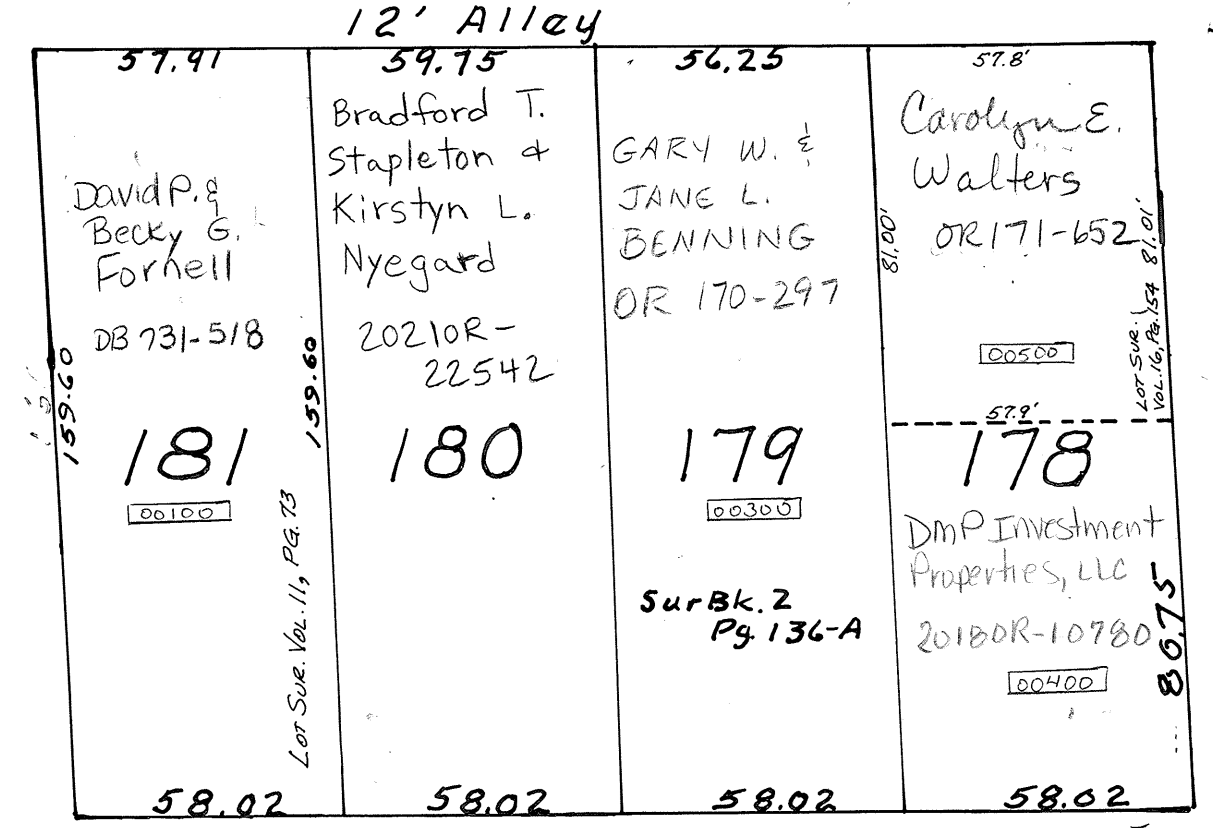 12' Alley
57.91
59.75
56.25
57.8'
David P. &
Becky G.
Fornell
DB 731-518
159.60
181
00100
LOT SUR. VOL. 11, PG. 73
58.02
Bradford T.
Stapleton &
Kirstyn L.
Nyegard
2021OR-
22542
159.60
180
58.02
GARY W. &
JANE L.
BENNING
OR 170-297
179
00300
Sur Bk. 2
Pg. 136-A
58.02
Carolyn E.
Walters
OR 171-652
81.00'
81.01'
LOT SUR.
VOL. 16, PG. 154
00500
57.9'
178
DMP Investment
Properties, LLC
2018OR-10780
80.75
00400
58.02